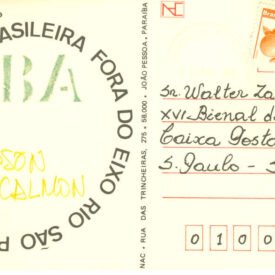 BRASILEIRA FORA DO EIXO RIO SÃO P
BA
SON
CALMON
NAC - RUA DAS TRINCHEIRAS, 275 - 58.000 - JOÃO PESSOA, PARAÍBA
Sr. Walter Za
XVI Bienal de
Caixa Posta
S. Paulo - S
0 1 0 0